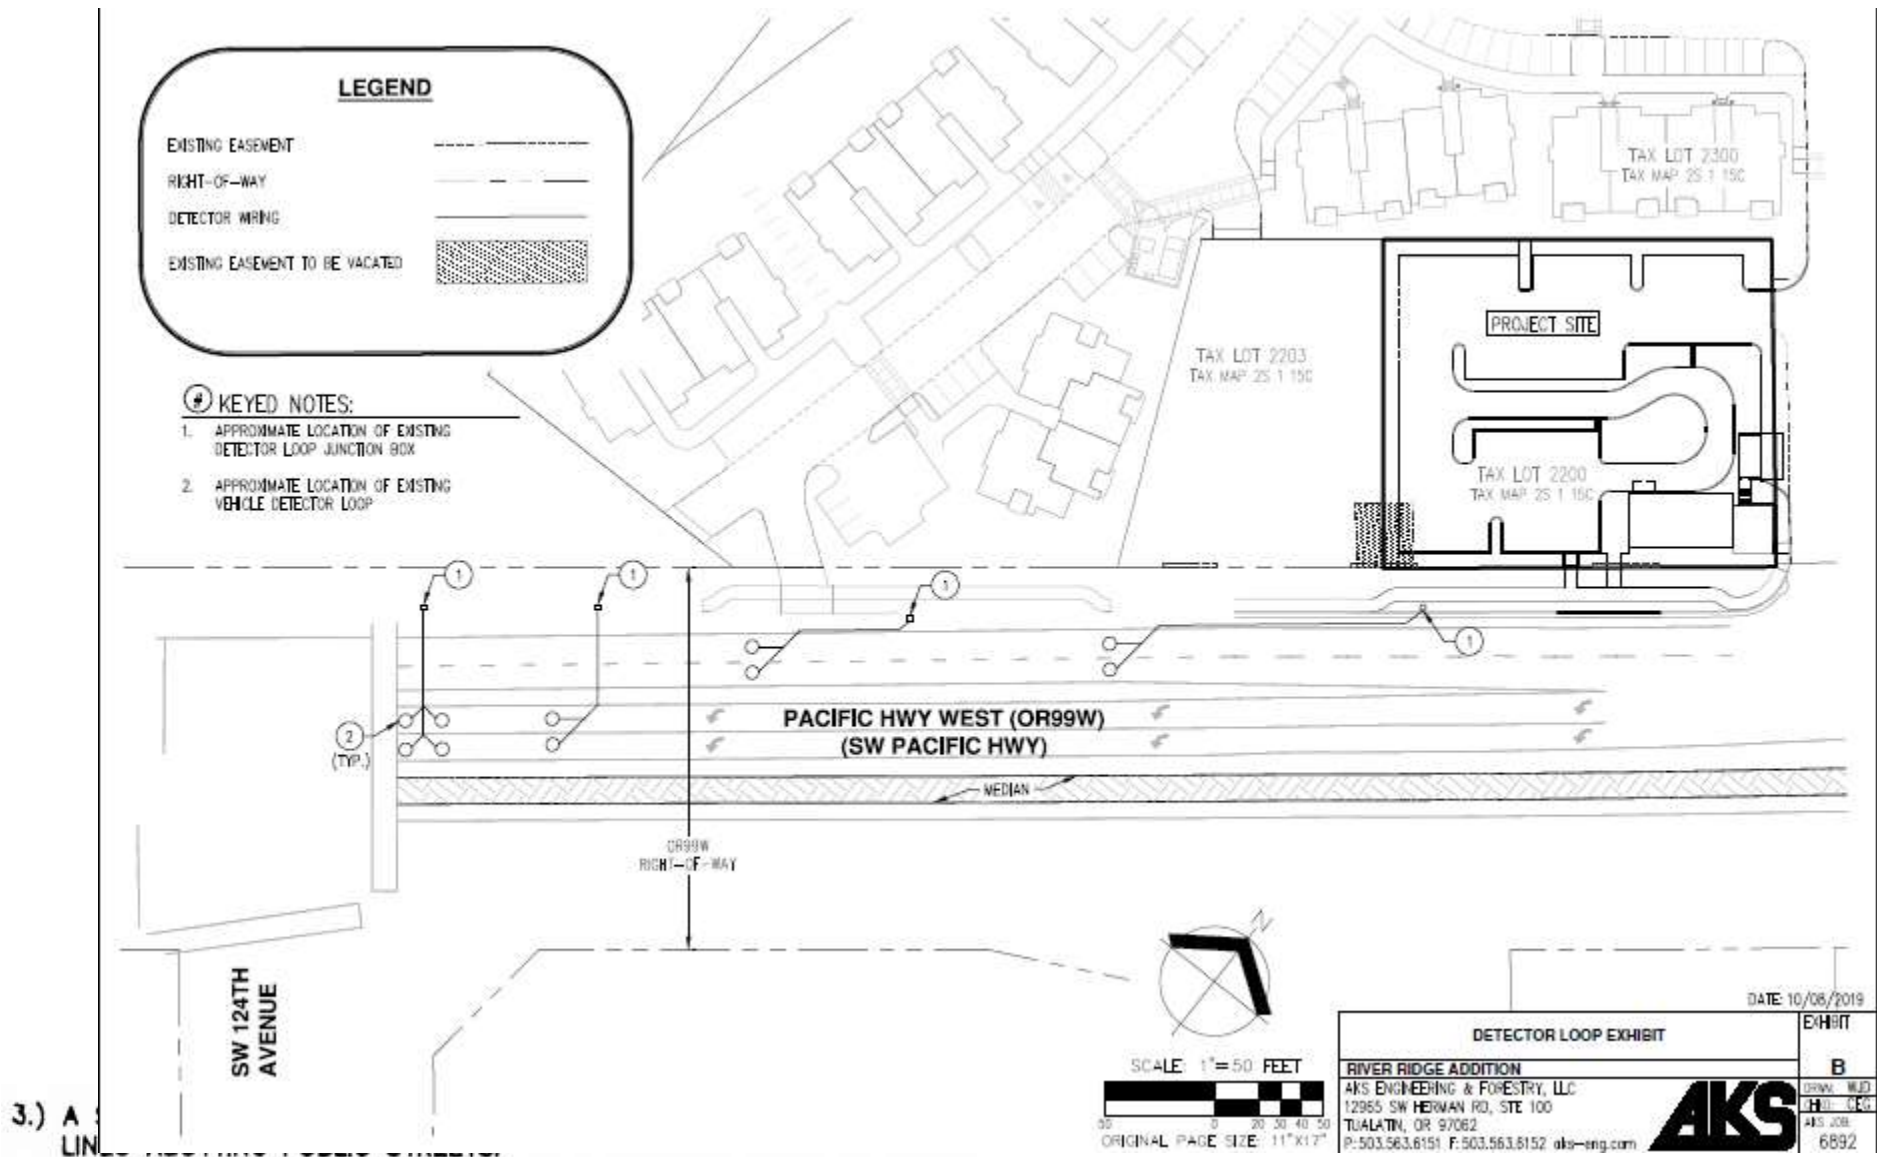 LEGEND
EXISTING EASEMENT
RIGHT-OF-WAY
DETECTOR WIRING
EXISTING EASEMENT TO BE VACATED
# KEYED NOTES:
1. APPROXIMATE LOCATION OF EXISTING
DETECTOR LOOP JUNCTION BOX
2. APPROXIMATE LOCATION OF EXISTING
VEHICLE DETECTOR LOOP
TAX LOT 2300
TAX MAP 2S 1 15C
PROJECT SITE
TAX LOT 2203
TAX MAP 2S 1 15C
TAX LOT 2200
TAX MAP 2S 1 15C
1
1
1
1
2
(TYP.)
PACIFIC HWY WEST (OR99W)
(SW PACIFIC HWY)
MEDIAN
OR99W
RIGHT-OF-WAY
SW 124TH
AVENUE
N
SCALE: 1"= 50 FEET
50 0 20 30 40 50
ORIGINAL PAGE SIZE: 11"X17"
DATE: 10/08/2019
DETECTOR LOOP EXHIBIT
EXHIBIT
B
RIVER RIDGE ADDITION
AKS ENGINEERING & FORESTRY, LLC
12965 SW HERMAN RD, STE 100
TUALATIN, OR 97062
P:503.563.6151 F:503.563.6152 aks-eng.com
AKS
DRWN: WJD
CHKD: CEG
AKS JOB:
6892
3.) A